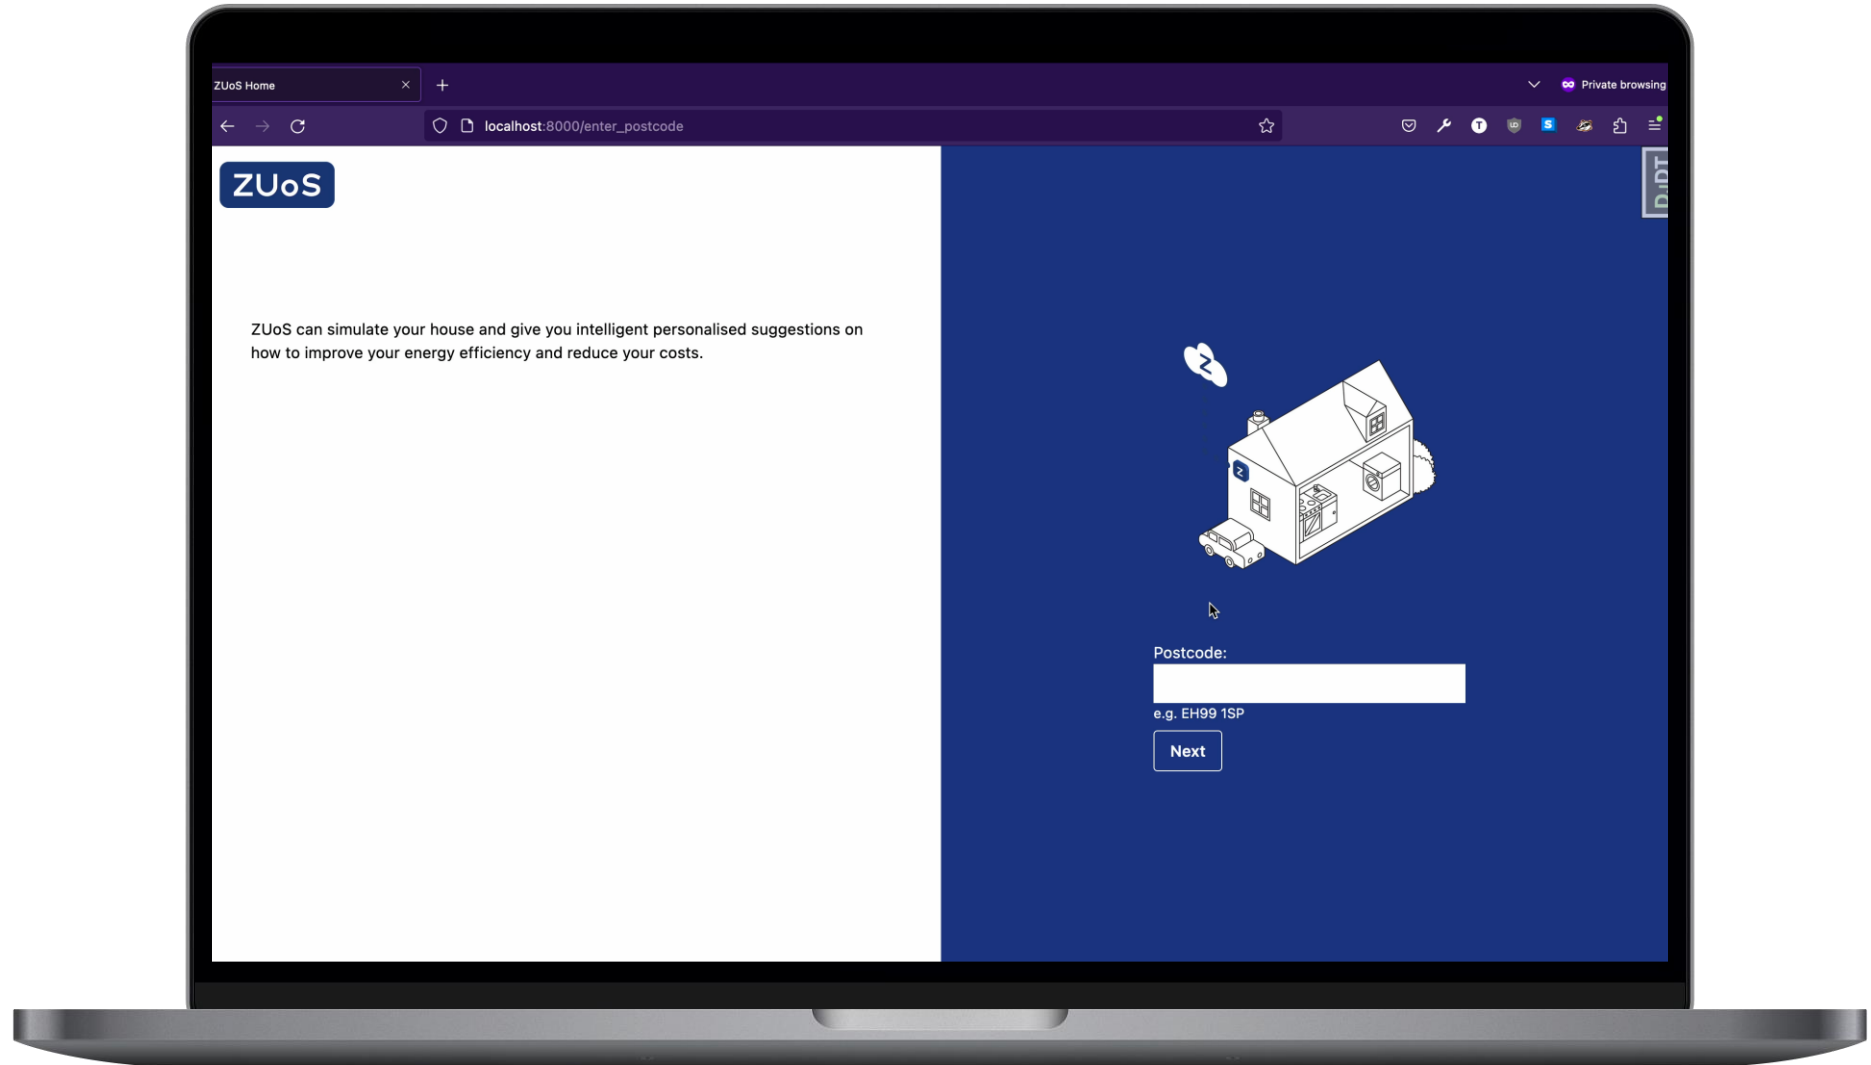 ZUoS Home
Private browsing
localhost:8000/enter_postcode
ZUoS
DjDT
ZUoS can simulate your house and give you intelligent personalised suggestions on
how to improve your energy efficiency and reduce your costs.
Z
Z
Postcode:
e.g. EH99 1SP
Next